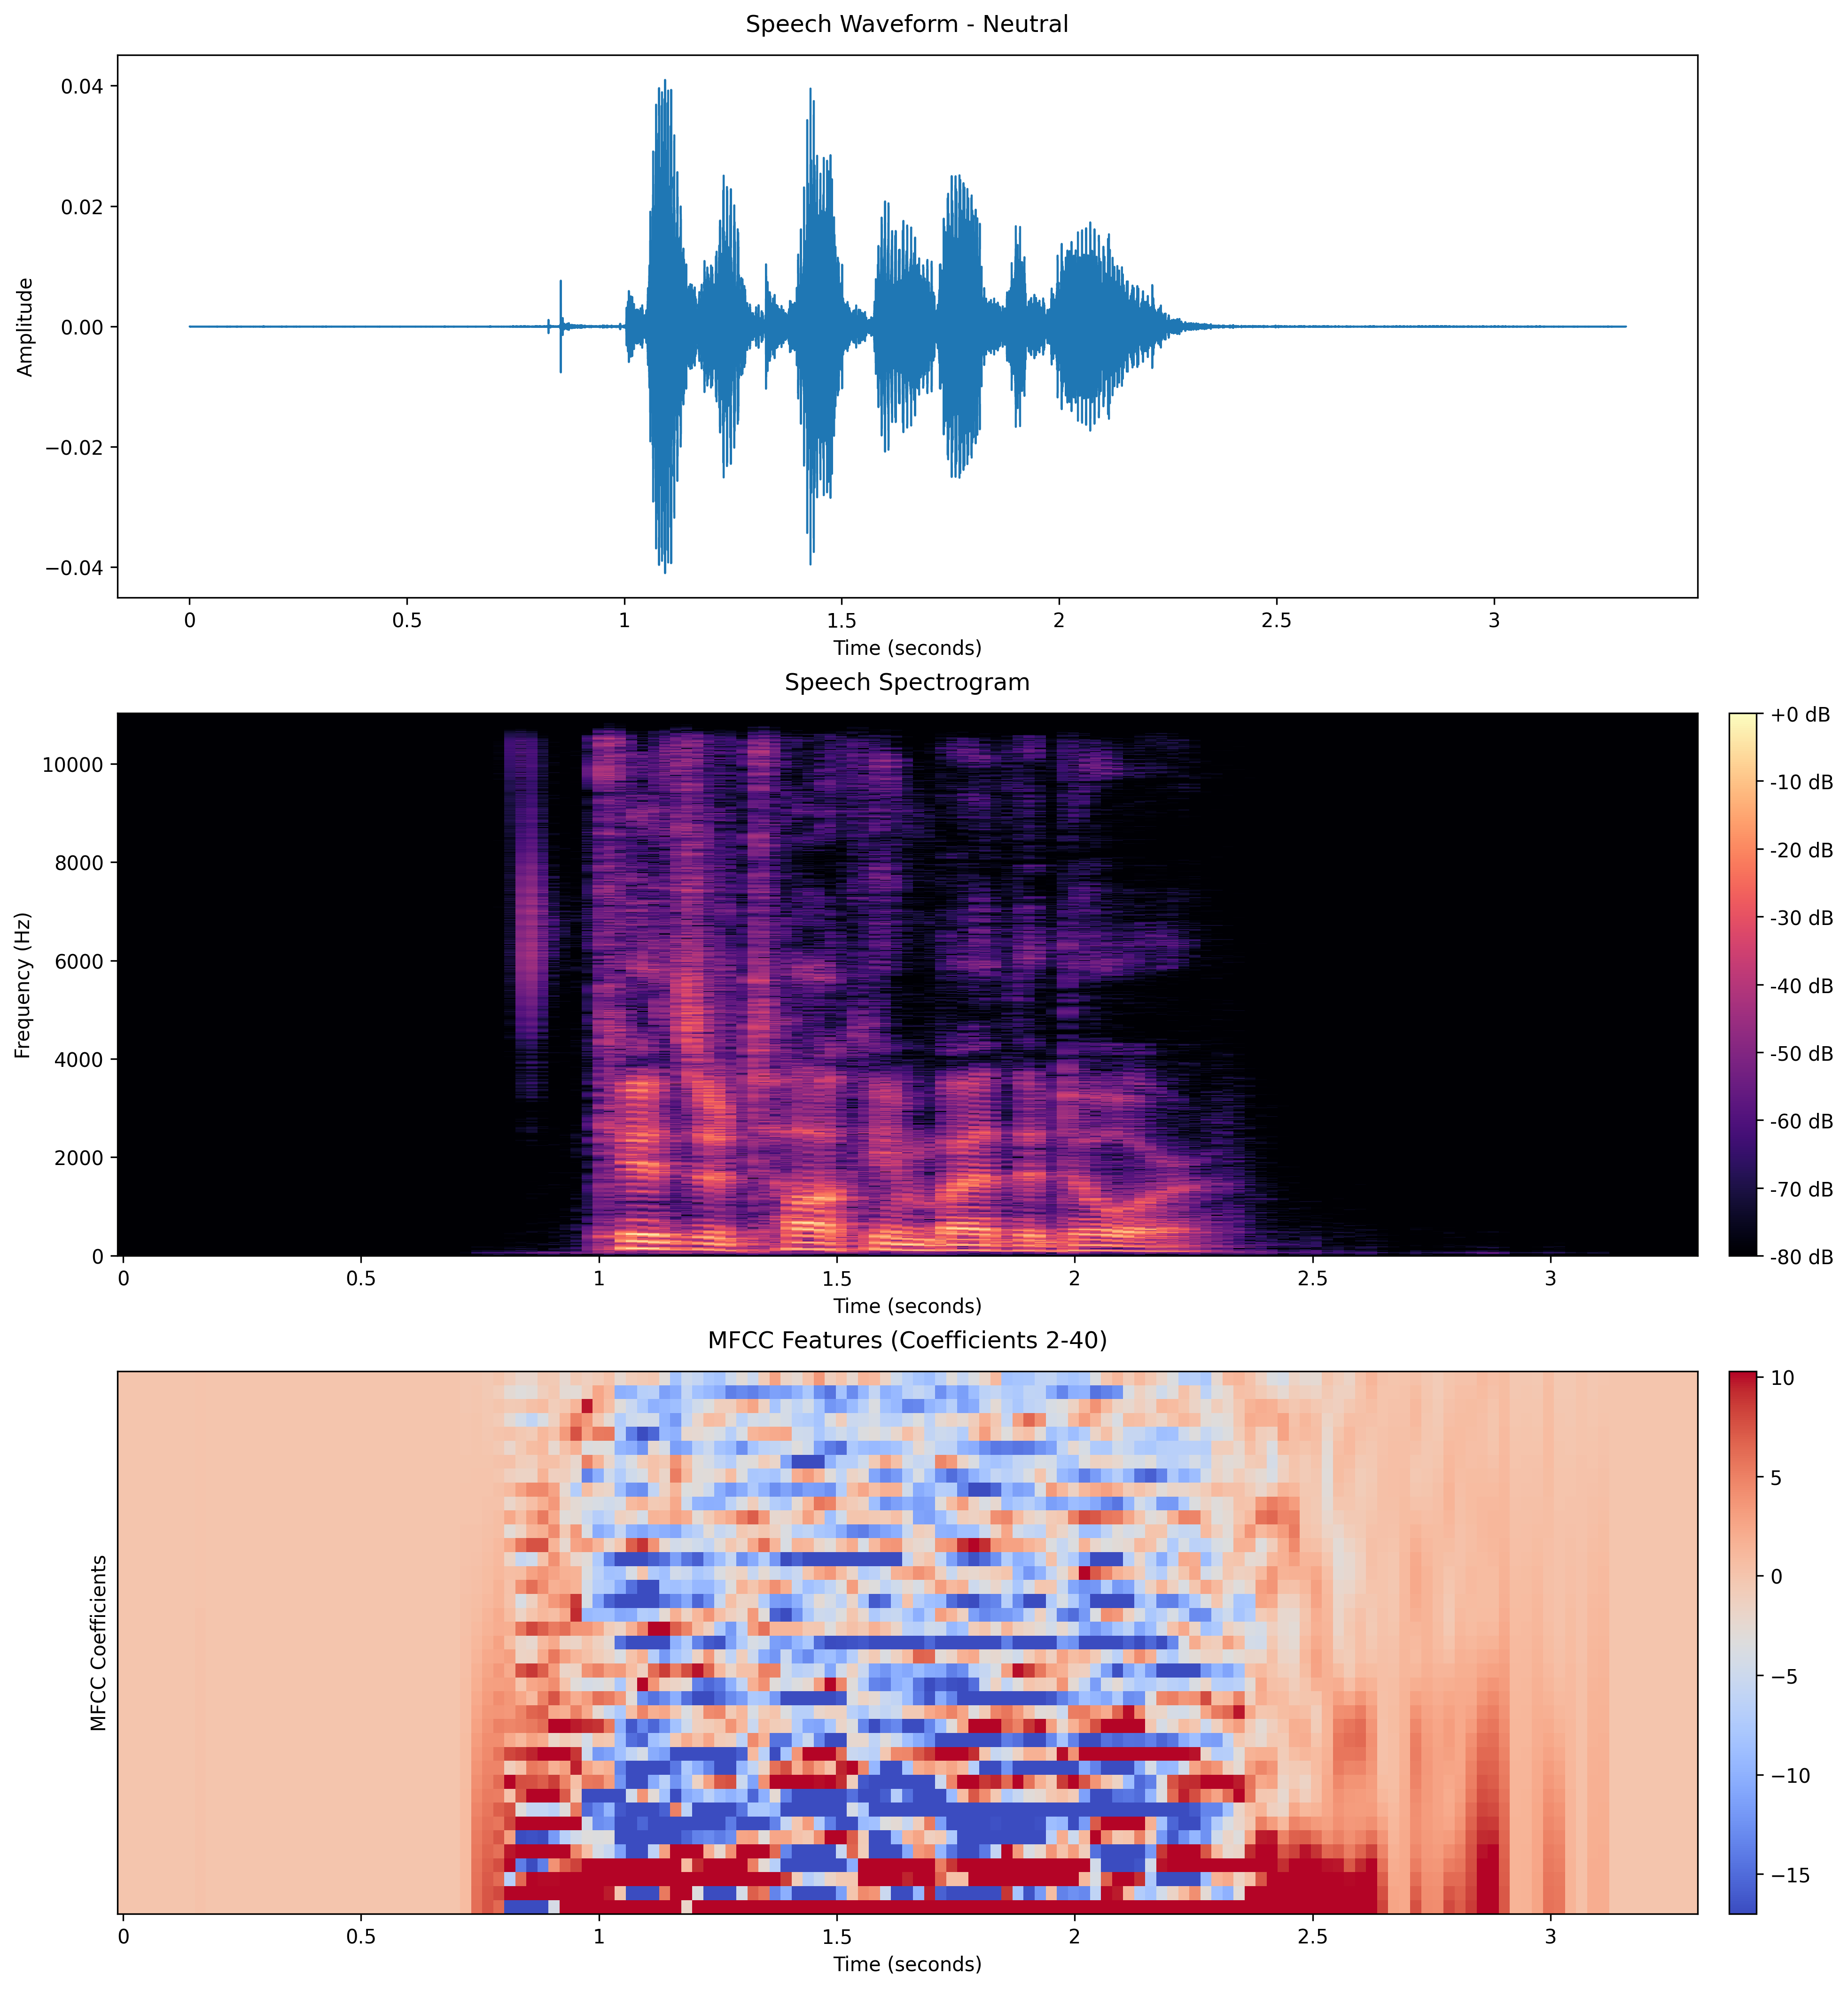 Speech Waveform - Neutral
0.04
0.02
0.00
−0.02
−0.04
Amplitude
0 0.5 1 1.5 2 2.5 3
Time (seconds)
Speech Spectrogram
10000
8000
6000
4000
2000
0
Frequency (Hz)
0 0.5 1 1.5 2 2.5 3
Time (seconds)
+0 dB
-10 dB
-20 dB
-30 dB
-40 dB
-50 dB
-60 dB
-70 dB
-80 dB
MFCC Features (Coefficients 2-40)
MFCC Coefficients
0 0.5 1 1.5 2 2.5 3
Time (seconds)
10
5
0
−5
−10
−15